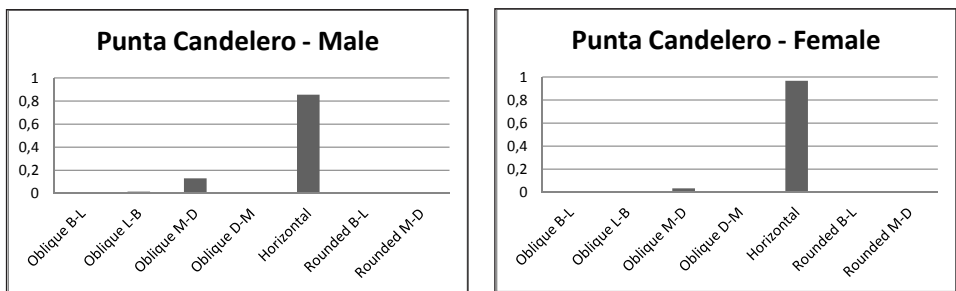 Punta Candelero - Male
1
0,8
0,6
0,4
0,2
0
Oblique B-L
Oblique L-B
Oblique M-D
Oblique D-M
Horizontal
Rounded B-L
Rounded M-D
Punta Candelero - Female
1
0,8
0,6
0,4
0,2
0
Oblique B-L
Oblique L-B
Oblique M-D
Oblique D-M
Horizontal
Rounded B-L
Rounded M-D